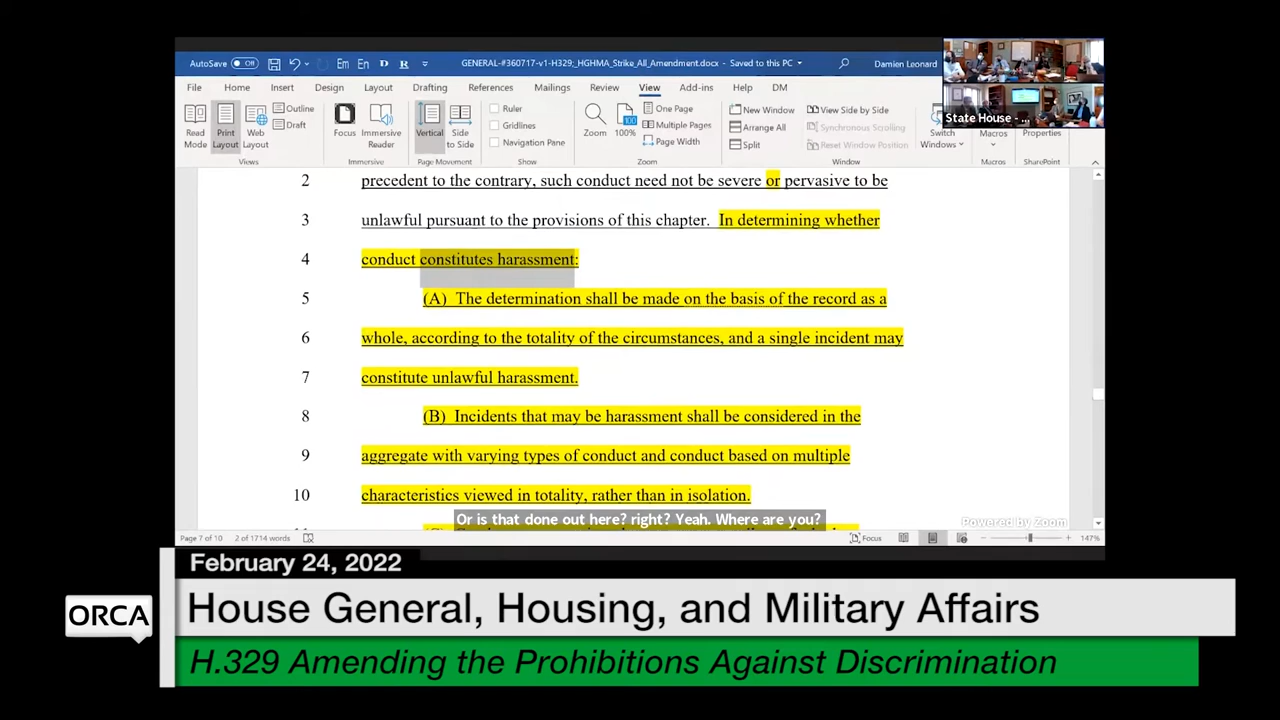 AutoSave Off
GENERAL-#360717-v1-H329;_HGHMA_Strike_All_Amendment.docx - Saved to this PC
Damien Leonard
File Home Insert Draw Design Layout Drafting References Mailings Review View Add-ins Help DM
Read Mode
Print Layout
Web Layout
Outline
Draft
Views
Focus
Immersive Reader
Vertical
Side to Side
Page Movement
Ruler
Gridlines
Navigation Pane
Show
Zoom
100%
One Page
Multiple Pages
Page Width
Zoom
New Window
Arrange All
Split
View Side by Side
Synchronous Scrolling
Reset Window Position
Switch Windows
Window
Macros
Macros
Properties
SharePoint
State House - ...
2 precedent to the contrary, such conduct need not be severe or pervasive to be
3 unlawful pursuant to the provisions of this chapter. In determining whether
4 conduct constitutes harassment:
5 (A) The determination shall be made on the basis of the record as a
6 whole, according to the totality of the circumstances, and a single incident may
7 constitute unlawful harassment.
8 (B) Incidents that may be harassment shall be considered in the
9 aggregate with varying types of conduct and conduct based on multiple
10 characteristics viewed in totality, rather than in isolation.
Or is that done out here? right? Yeah. Where are you?
Powered by Zoom
Page 7 of 10 2 of 1714 words
Focus
147%
February 24, 2022
ORCA
House General, Housing, and Military Affairs
H.329 Amending the Prohibitions Against Discrimination